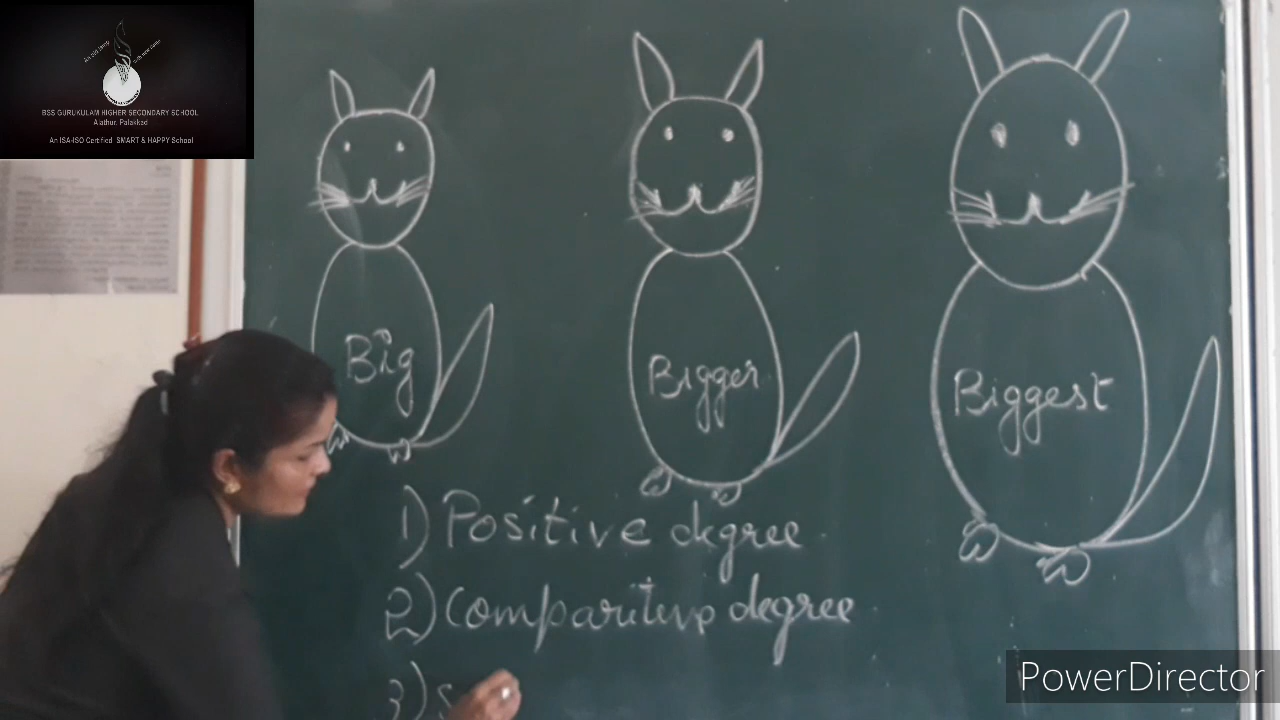 BSS GURUKULAM HIGHER SECONDARY SCHOOL
Alathur, Palakkad
An ISA-ISO Certified SMART & HAPPY School
Big
Bigger
Biggest
1) Positive degree
2) Comparitive degree
3) S
PowerDirector